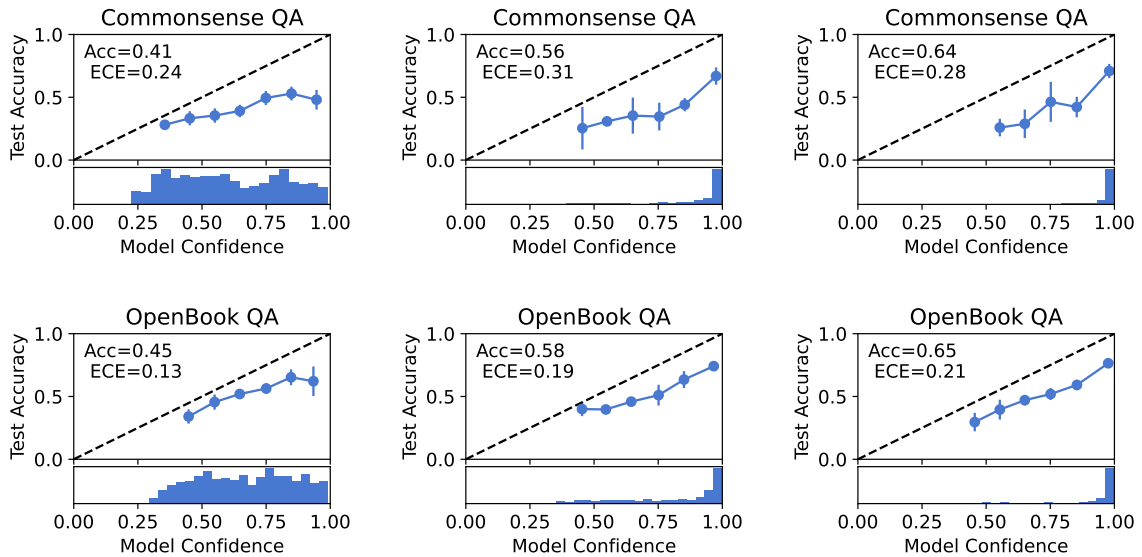 Commonsense QA
Acc=0.41
ECE=0.24
Test Accuracy
1.0
0.5
0.0
0.00 0.25 0.50 0.75 1.00
Model Confidence
Commonsense QA
Acc=0.56
ECE=0.31
Test Accuracy
1.0
0.5
0.0
0.00 0.25 0.50 0.75 1.00
Model Confidence
Commonsense QA
Acc=0.64
ECE=0.28
Test Accuracy
1.0
0.5
0.0
0.00 0.25 0.50 0.75 1.00
Model Confidence
OpenBook QA
Acc=0.45
ECE=0.13
Test Accuracy
1.0
0.5
0.0
0.00 0.25 0.50 0.75 1.00
Model Confidence
OpenBook QA
Acc=0.58
ECE=0.19
Test Accuracy
1.0
0.5
0.0
0.00 0.25 0.50 0.75 1.00
Model Confidence
OpenBook QA
Acc=0.65
ECE=0.21
Test Accuracy
1.0
0.5
0.0
0.00 0.25 0.50 0.75 1.00
Model Confidence